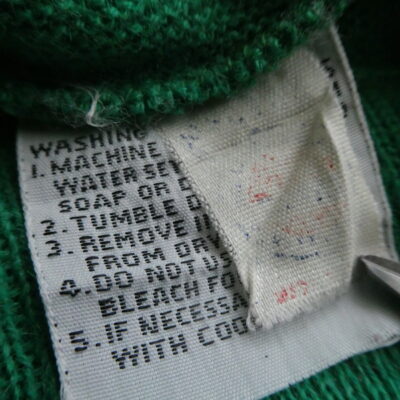 WASHING
1. MACHINE
WATER SE
SOAP OR
2. TUMBLE D
3. REMOVE I
FROM DRY
4. DO NOT U
BLEACH FO
5. IF NECESSA
WITH COO